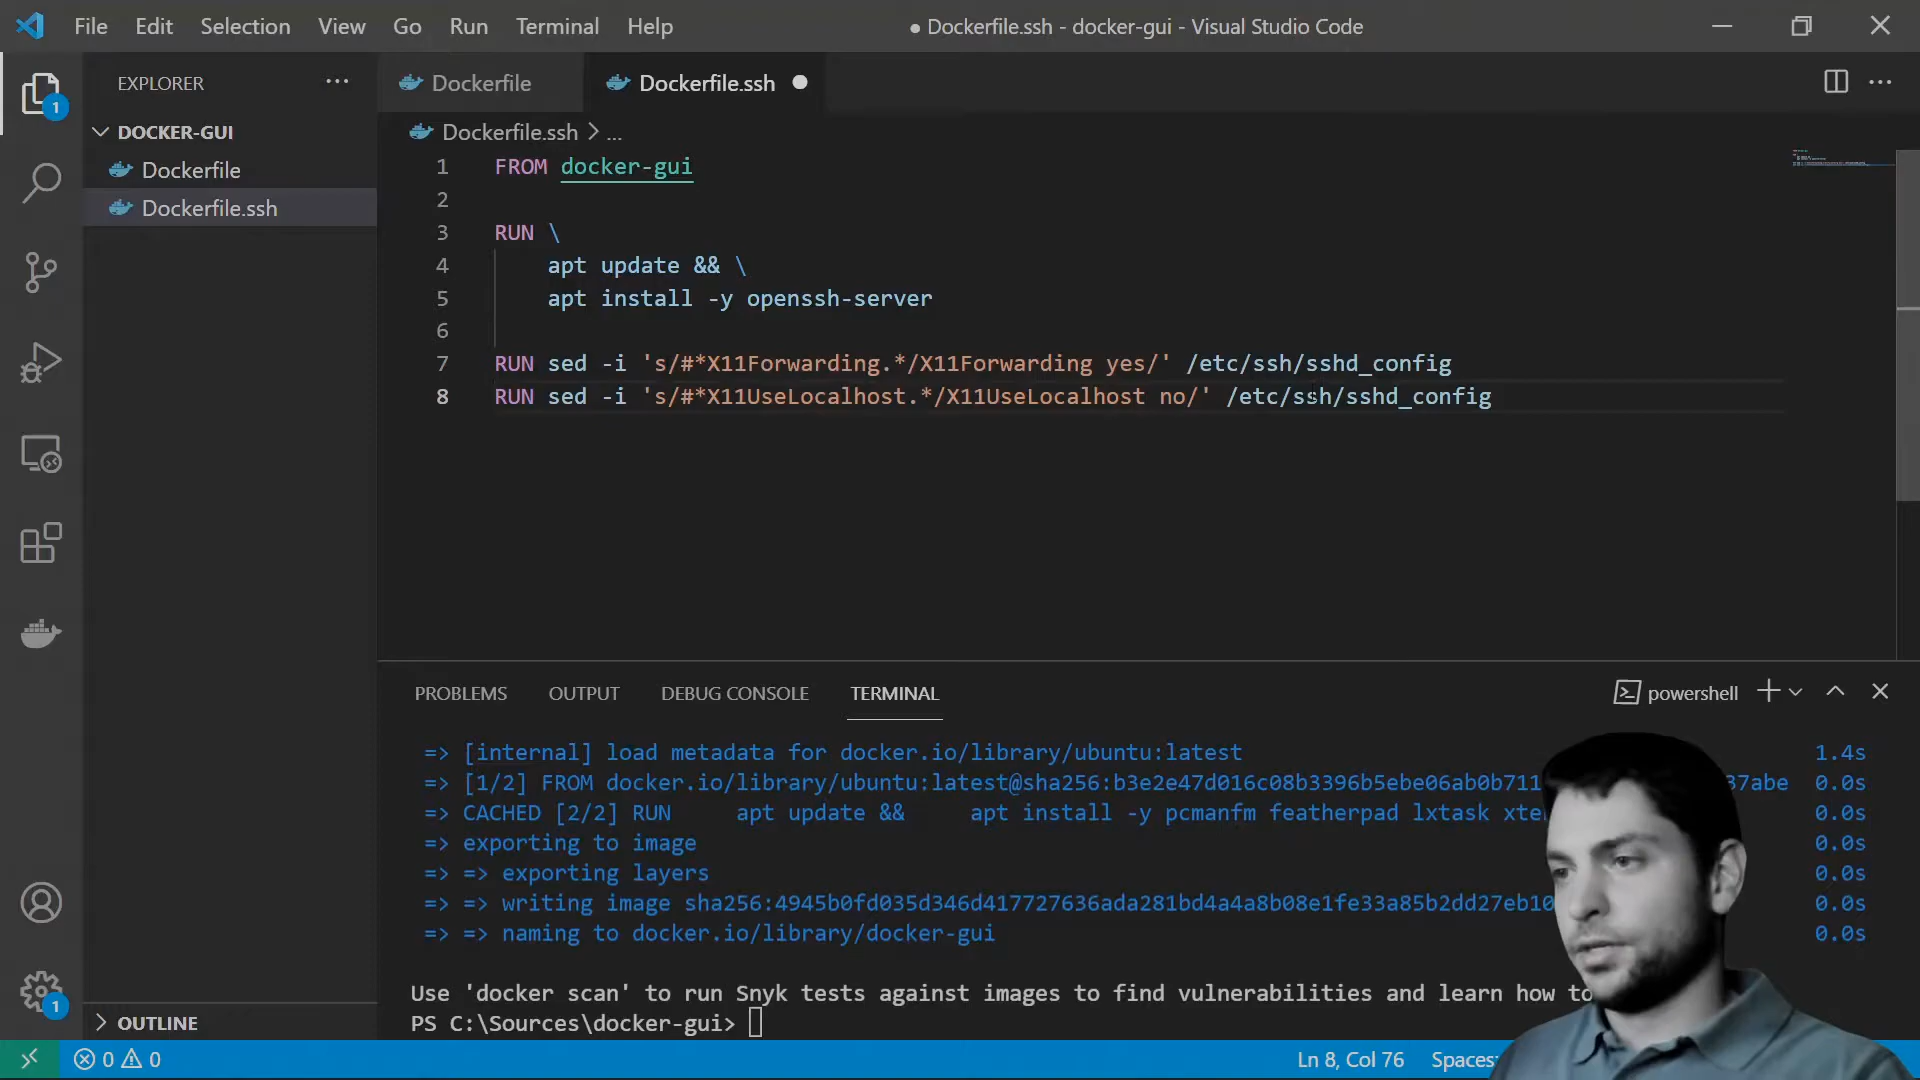 File Edit Selection View Go Run Terminal Help
● Dockerfile.ssh - docker-gui - Visual Studio Code
EXPLORER
DOCKER-GUI
Dockerfile
Dockerfile.ssh
OUTLINE
1
1
Dockerfile
Dockerfile.ssh
Dockerfile.ssh > ...
1 FROM docker-gui
2
3 RUN \
4 apt update && \
5 apt install -y openssh-server
6
7 RUN sed -i 's/#*X11Forwarding.*/X11Forwarding yes/' /etc/ssh/sshd_config
8 RUN sed -i 's/#*X11UseLocalhost.*/X11UseLocalhost no/' /etc/ssh/sshd_config
PROBLEMS OUTPUT DEBUG CONSOLE TERMINAL
powershell
=> [internal] load metadata for docker.io/library/ubuntu:latest 1.4s
=> [1/2] FROM docker.io/library/ubuntu:latest@sha256:b3e2e47d016c08b3396b5ebe06ab0b711 37abe 0.0s
=> CACHED [2/2] RUN apt update && apt install -y pcmanfm featherpad lxtask 0.0s
=> exporting to image 0.0s
=> => exporting layers 0.0s
=> => writing image sha256:4945b0fd035d346d417727636ada281bd4a4a8b08e1fe33a85b2dd27eb10 0.0s
=> => naming to docker.io/library/docker-gui 0.0s
Use 'docker scan' to run Snyk tests against images to find vulnerabilities and learn how to
PS C:\Sources\docker-gui>
0 0
Ln 8, Col 76 Spaces: